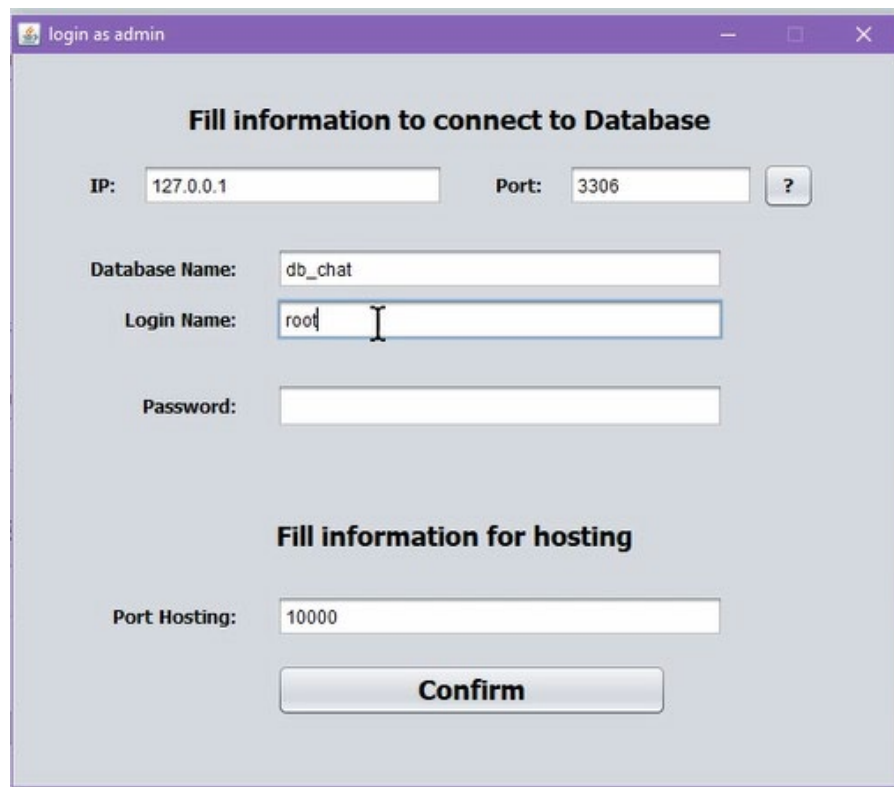 login as admin
Fill information to connect to Database
IP: 127.0.0.1 Port: 3306 ?
Database Name: db_chat
Login Name: root
Password:
Fill information for hosting
Port Hosting: 10000
Confirm